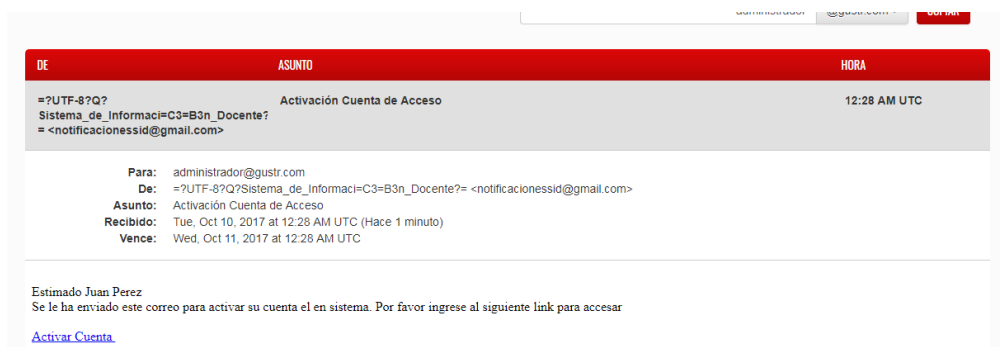 administrador @gustr.com COPIAR
DE ASUNTO HORA
=?UTF-8?Q? Activación Cuenta de Acceso 12:28 AM UTC
Sistema_de_Informaci=C3=B3n_Docente?
= <notificacionessid@gmail.com>
Para: administrador@gustr.com
De: =?UTF-8?Q?Sistema_de_Informaci=C3=B3n_Docente?= <notificacionessid@gmail.com>
Asunto: Activación Cuenta de Acceso
Recibido: Tue, Oct 10, 2017 at 12:28 AM UTC (Hace 1 minuto)
Vence: Wed, Oct 11, 2017 at 12:28 AM UTC
Estimado Juan Perez
Se le ha enviado este correo para activar su cuenta el en sistema. Por favor ingrese al siguiente link para accesar
Activar Cuenta